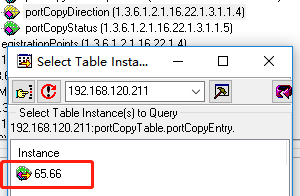 portCopyDirection (1.3.6.1.2.1.16.22.1.3.1.1.4)
portCopyStatus (1.3.6.1.2.1.16.22.1.3.1.1.5)
egistrationPoints (1.3.6.1.2.1.16.22.1.4)
Select Table Insta...
192.168.120.211
Select Table Instance(s) to Query
192.168.120.211:portCopyTable.portCopyEntry.
Instance
65.66